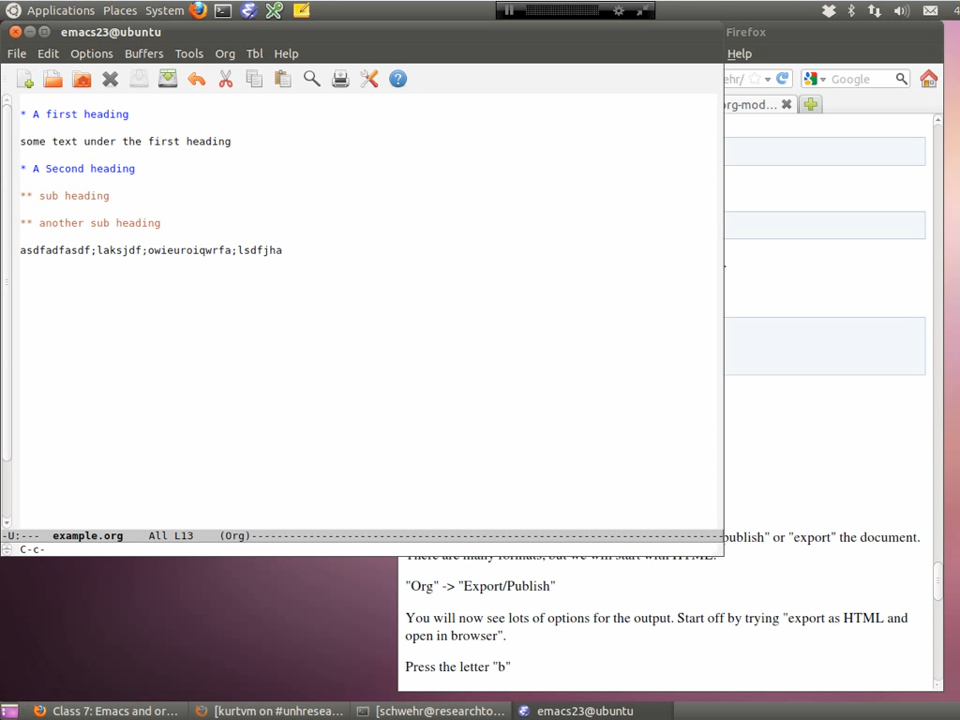 Applications Places System
emacs23@ubuntu
Firefox
File Edit Options Buffers Tools Org Tbl Help
Help
ehr/
Google
org-mod...
* A first heading
some text under the first heading
* A Second heading
** sub heading
** another sub heading
asdfadfasdf;laksjdf;owieuroiqwrfa;lsdfjha
-U:--- example.org All L13 (Org)
C-c-
publish" or "export" the document.
There are many formats, but we will start with HTML.
"Org" -> "Export/Publish"
You will now see lots of options for the output. Start off by trying "export as HTML and
open in browser".
Press the letter "b"
Class 7: Emacs and or... [kurtvm on #unhresea... [schwehr@researchto... emacs23@ubuntu